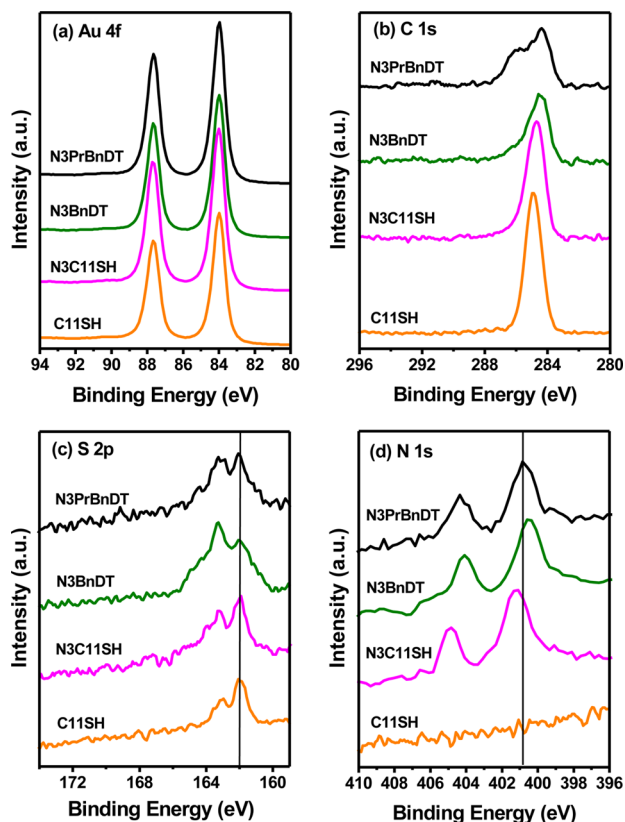 (a) Au 4f
N3PrBnDT
N3BnDT
N3C11SH
C11SH
Intensity (a.u.)
94 92 90 88 86 84 82 80
Binding Energy (eV)
(b) C 1s
N3PrBnDT
N3BnDT
N3C11SH
C11SH
Intensity (a.u.)
296 292 288 284 280
Binding Energy (eV)
(c) S 2p
N3PrBnDT
N3BnDT
N3C11SH
C11SH
Intensity (a.u.)
172 168 164 160
Binding Energy (eV)
(d) N 1s
N3PrBnDT
N3BnDT
N3C11SH
C11SH
Intensity (a.u.)
410 408 406 404 402 400 398 396
Binding Energy (eV)